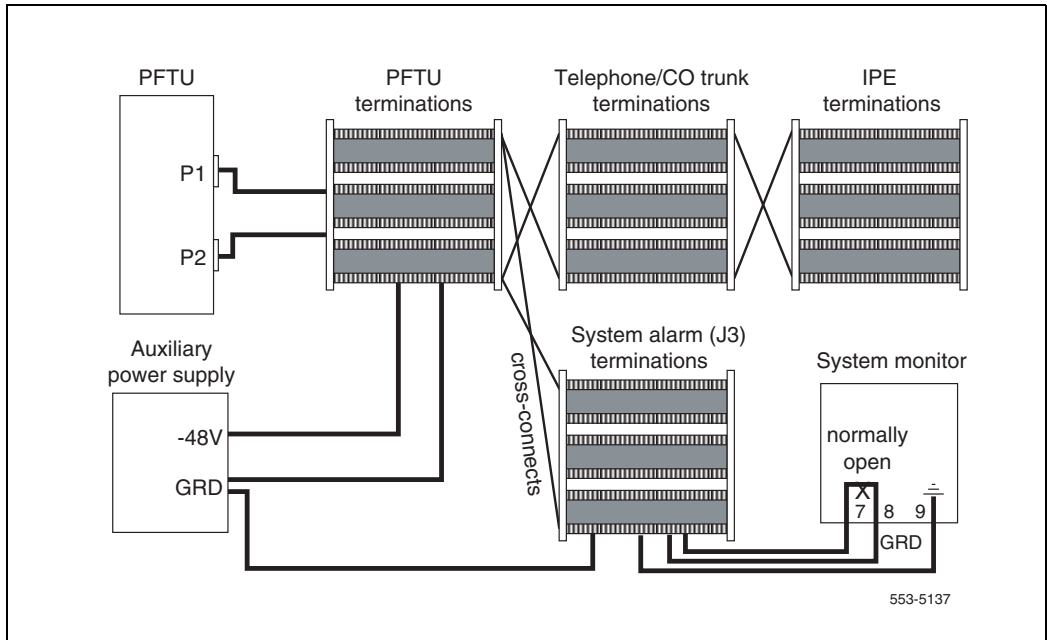 PFTU
PFTU
terminations
Telephone/CO trunk
terminations
IPE
terminations
P1
P2
Auxiliary
power supply
-48V
GRD
cross-connects
System alarm (J3)
terminations
System monitor
normally
open
X
7 8 9
GRD
553-5137